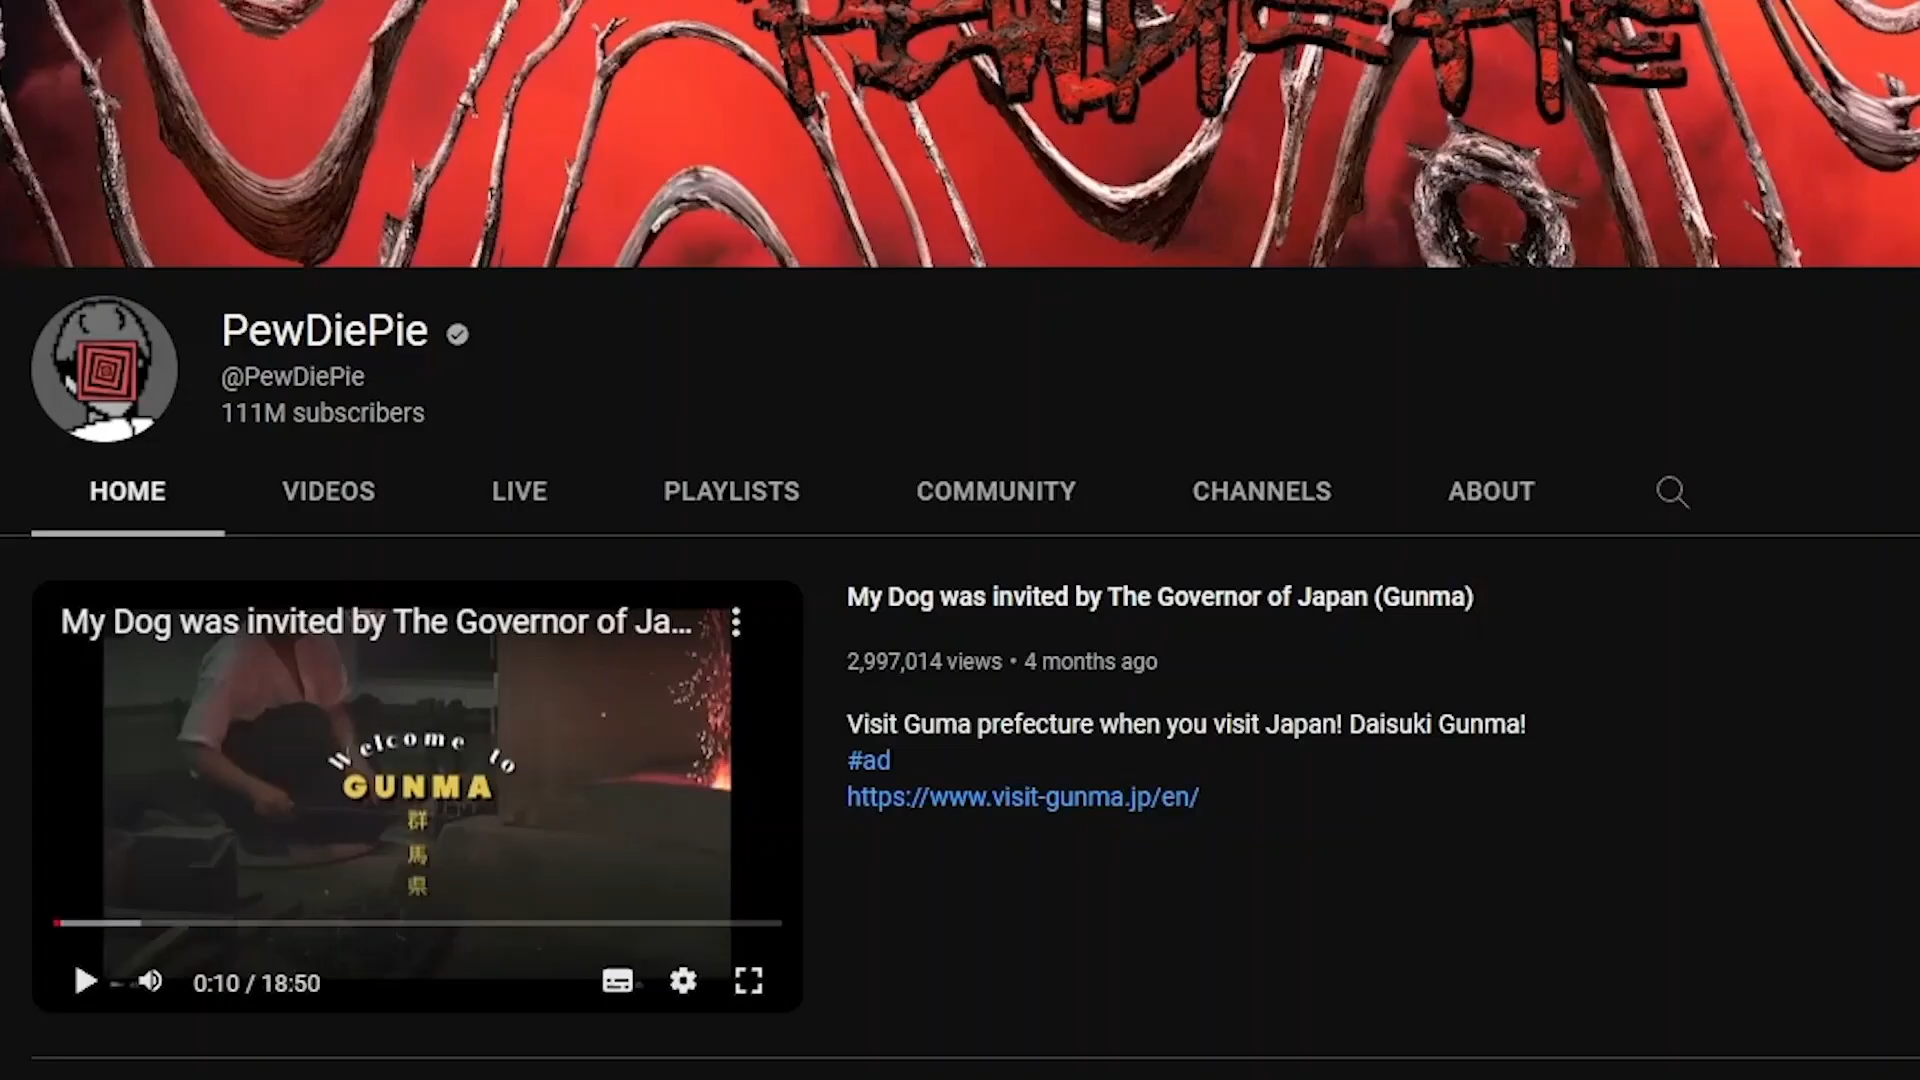 PEWDIEPIE
PewDiePie
@PewDiePie
111M subscribers
HOME VIDEOS LIVE PLAYLISTS COMMUNITY CHANNELS ABOUT
My Dog was invited by The Governor of Ja...
Welcome to
GUNMA
群
馬
県
0:10 / 18:50
My Dog was invited by The Governor of Japan (Gunma)
2,997,014 views • 4 months ago
Visit Guma prefecture when you visit Japan! Daisuki Gunma!
#ad
https://www.visit-gunma.jp/en/